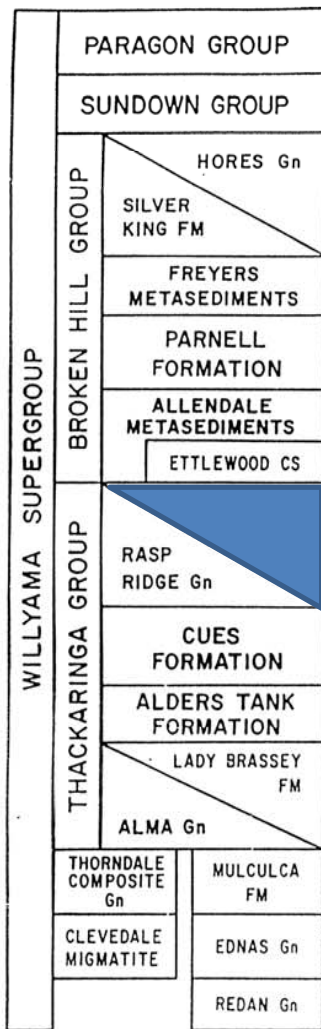 WILLYAMA SUPERGROUP
PARAGON GROUP
SUNDOWN GROUP
BROKEN HILL GROUP
HORES Gn
SILVER
KING FM
FREYERS
METASEDIMENTS
PARNELL
FORMATION
ALLENDALE
METASEDIMENTS
ETTLEWOOD CS
THACKARINGA GROUP
RASP
RIDGE Gn
CUES
FORMATION
ALDERS TANK
FORMATION
LADY BRASSEY
FM
ALMA Gn
THORNDALE
COMPOSITE
Gn
MULCULCA
FM
CLEVEDALE
MIGMATITE
EDNAS Gn
REDAN Gn